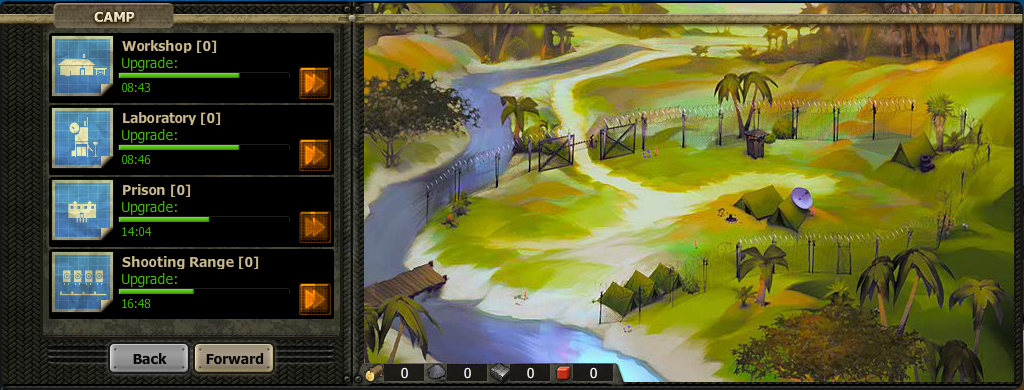 CAMP
Workshop [0]
Upgrade:
08:43
Laboratory [0]
Upgrade:
08:46
Prison [0]
Upgrade:
14:04
Shooting Range [0]
Upgrade:
16:48
Back Forward
0 0 0 0